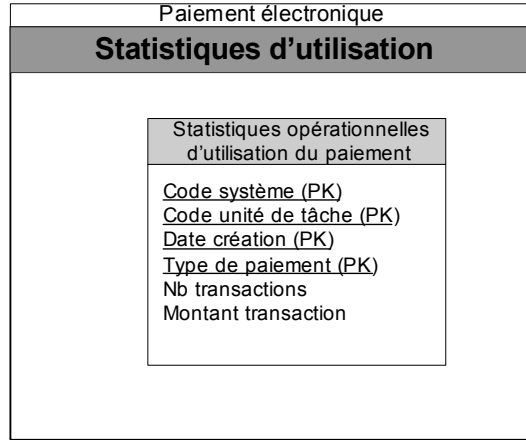 Paiement électronique
Statistiques d’utilisation
Statistiques opérationnelles
d’utilisation du paiement
Code système (PK)
Code unité de tâche (PK)
Date création (PK)
Type de paiement (PK)
Nb transactions
Montant transaction